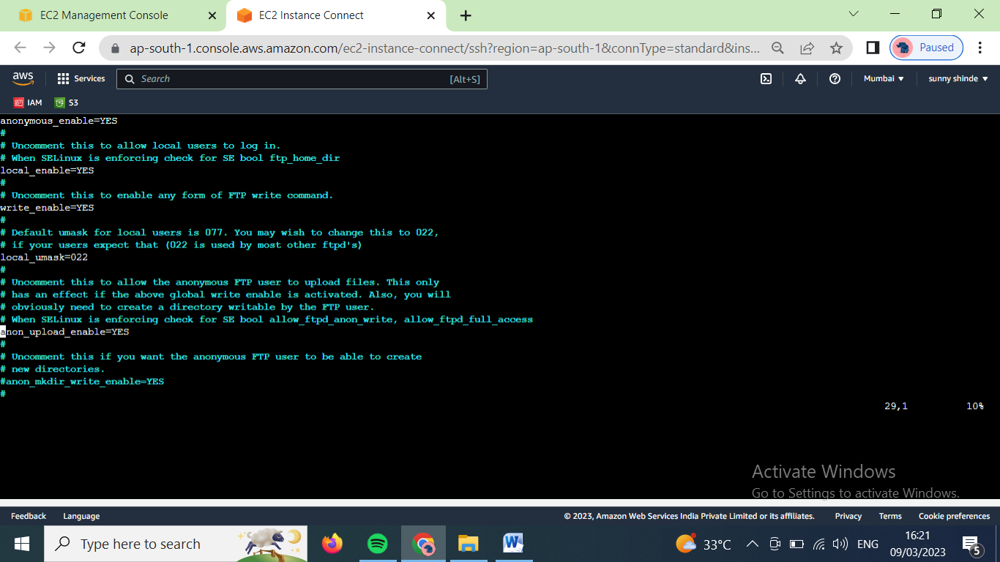 EC2 Management Console
EC2 Instance Connect
ap-south-1.console.aws.amazon.com/ec2-instance-connect/ssh?region=ap-south-1&connType=standard&ins...
Paused
aws
Services
Search
[Alt+S]
Mumbai
sunny shinde
IAM
S3
anonymous_enable=YES
#
# Uncomment this to allow local users to log in.
# When SELinux is enforcing check for SE bool ftp_home_dir
local_enable=YES
#
# Uncomment this to enable any form of FTP write command.
write_enable=YES
#
# Default umask for local users is 077. You may wish to change this to 022,
# if your users expect that (022 is used by most other ftpd's)
local_umask=022
#
# Uncomment this to allow the anonymous FTP user to upload files. This only
# has an effect if the above global write enable is activated. Also, you will
# obviously need to create a directory writable by the FTP user.
# When SELinux is enforcing check for SE bool allow_ftpd_anon_write, allow_ftpd_full_access
anon_upload_enable=YES
#
# Uncomment this if you want the anonymous FTP user to be able to create
# new directories.
#anon_mkdir_write_enable=YES
#
29,1 10%
Activate Windows
Go to Settings to activate Windows.
Feedback
Language
© 2023, Amazon Web Services India Private Limited or its affiliates.
Privacy
Terms
Cookie preferences
Type here to search
33°C
ENG
16:21
09/03/2023
5